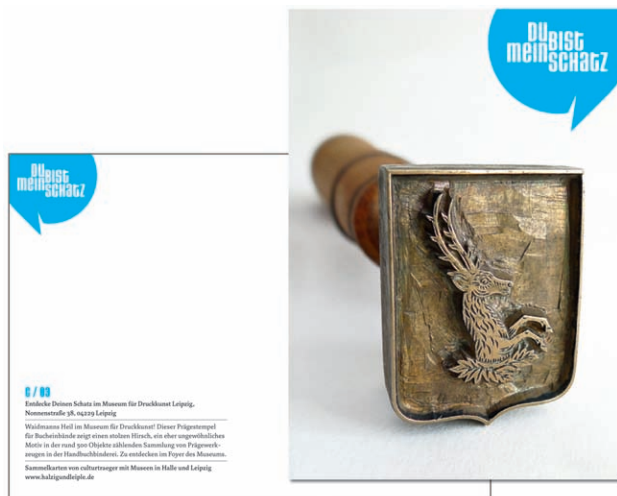 DU BIST
mein SCHATZ
DU BIST
mein SCHATZ
C / 03
Entdecke Deinen Schatz im Museum für Druckkunst Leipzig,
Nonnenstraße 38, 04229 Leipzig
Waidmanns Heil im Museum für Druckkunst! Dieser Prägestempel
für Bucheinbände zeigt einen stolzen Hirsch, ein eher ungewöhnliches
Motiv in der rund 500 Objekte zählenden Sammlung von Prägewerk-
zeugen in der Handbuchbinderei. Zu entdecken im Foyer des Museums.
Sammelkarten von culturtraeger mit Museen in Halle und Leipzig
www.halzigundleiple.de